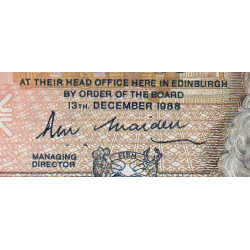 AT THEIR HEAD OFFICE HERE IN EDINBURGH
BY ORDER OF THE BOARD
13TH. DECEMBER 1988
MANAGING
DIRECTOR